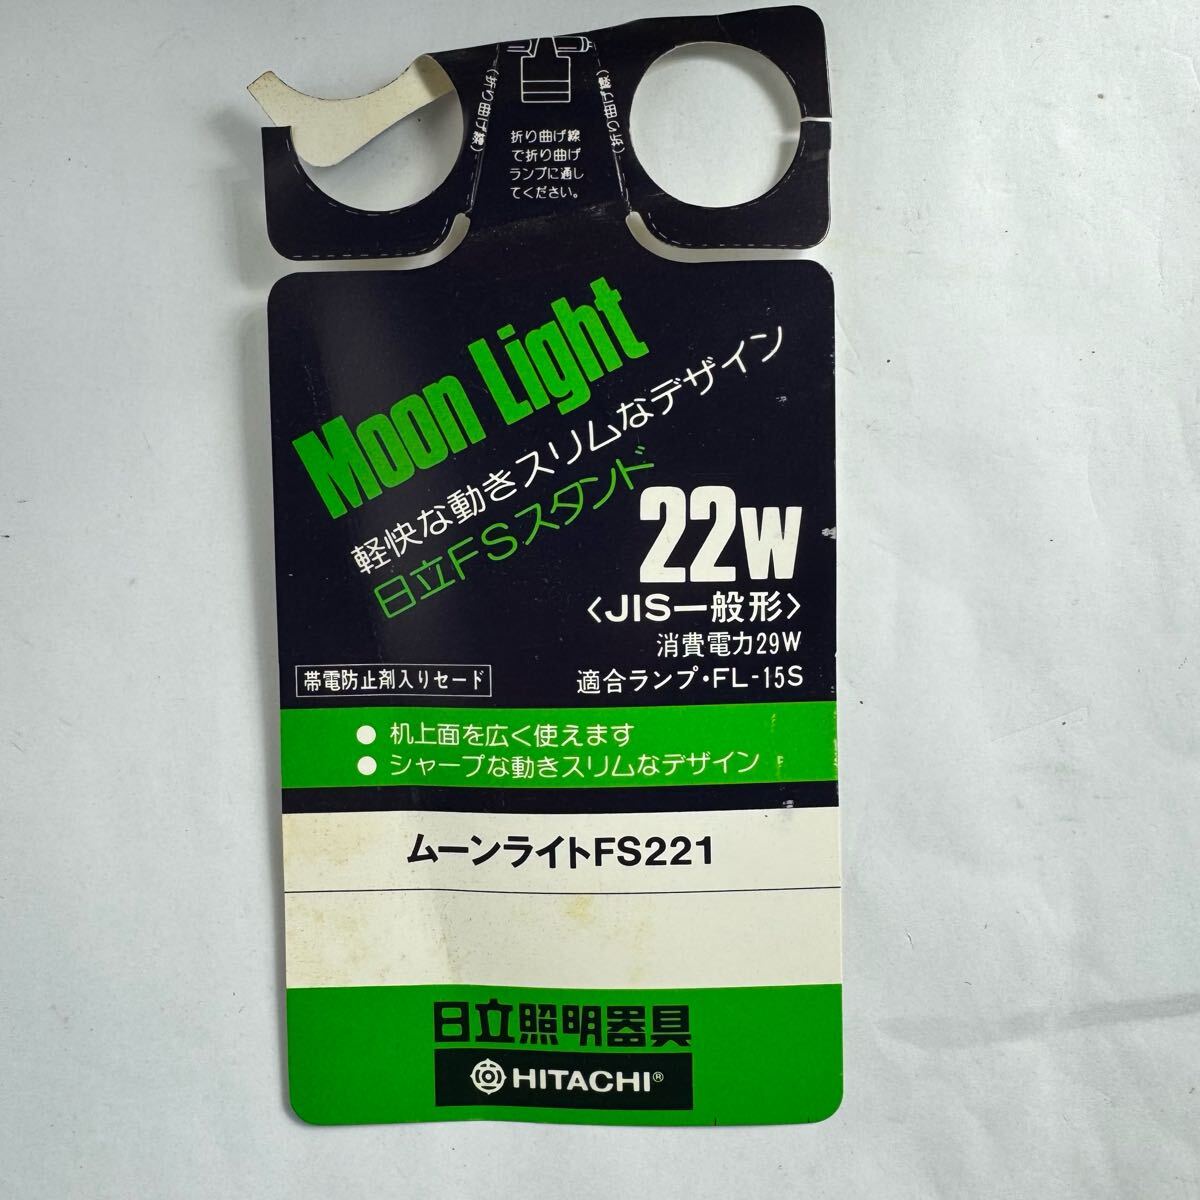 (折り曲げ線)
(折り曲げ線)
折り曲げ線
で折り曲げ
ランプに通し
てください。
Moon Light
軽快な動きスリムなデザイン
日立FSスタンド
22W
〈JIS一般形〉
消費電力29W
適合ランプ・FL-15S
帯電防止剤入りセード
● 机上面を広く使えます
● シャープな動きスリムなデザイン
ムーンライトFS221
日立照明器具
HITACHI®